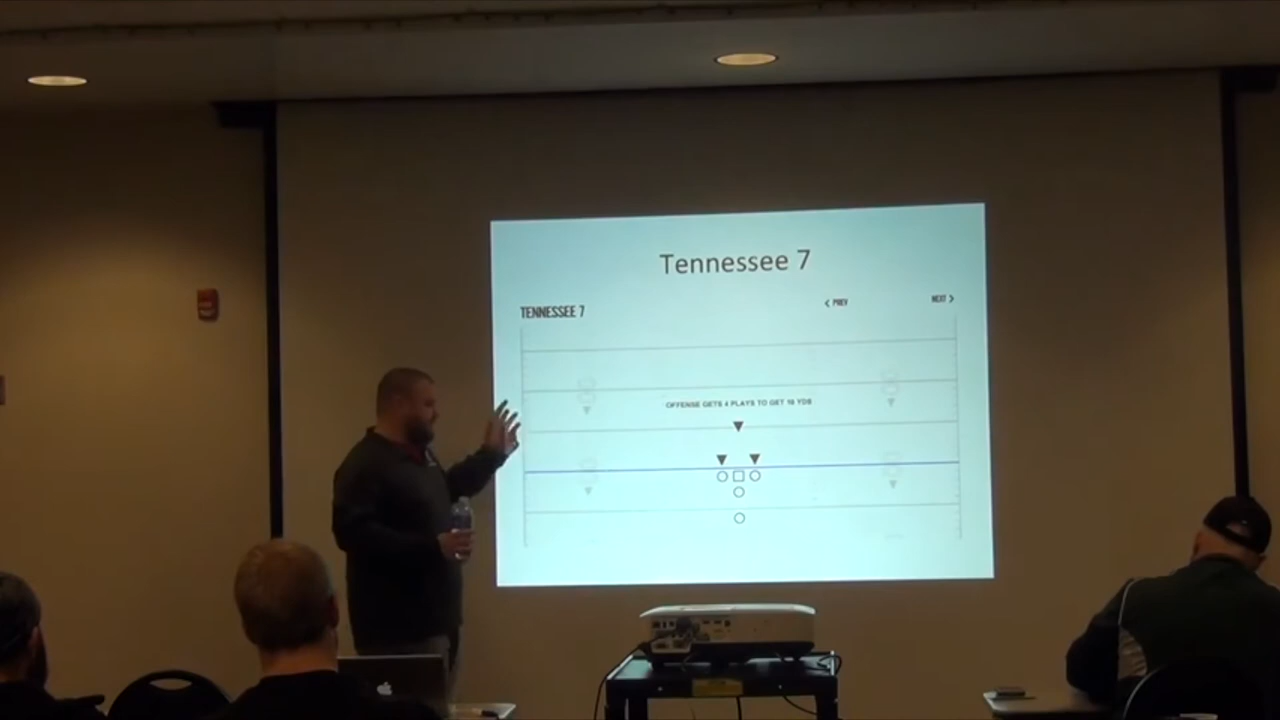 Tennessee 7
TENNESSEE 7
< PREV
NEXT >
OFFENSE GETS 4 PLAYS TO GET 10 YDS